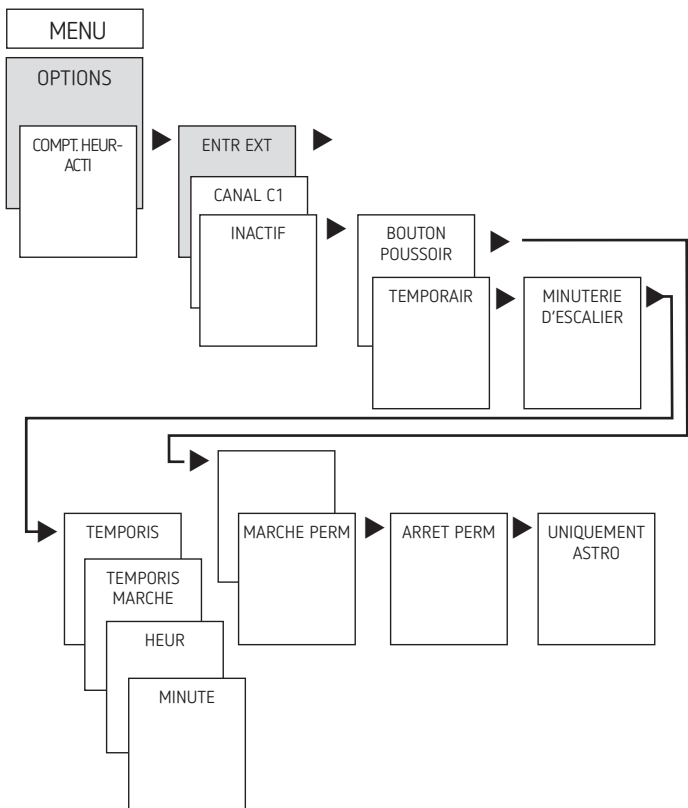 MENU
OPTIONS
COMPT. HEUR-
ACTI
ENTR EXT
CANAL C1
INACTIF
BOUTON
POUSSOIR
TEMPORAIR
MINUTERIE
D'ESCALIER
TEMPORIS
TEMPORIS
MARCHE
HEUR
MINUTE
MARCHE PERM
ARRET PERM
UNIQUEMENT
ASTRO